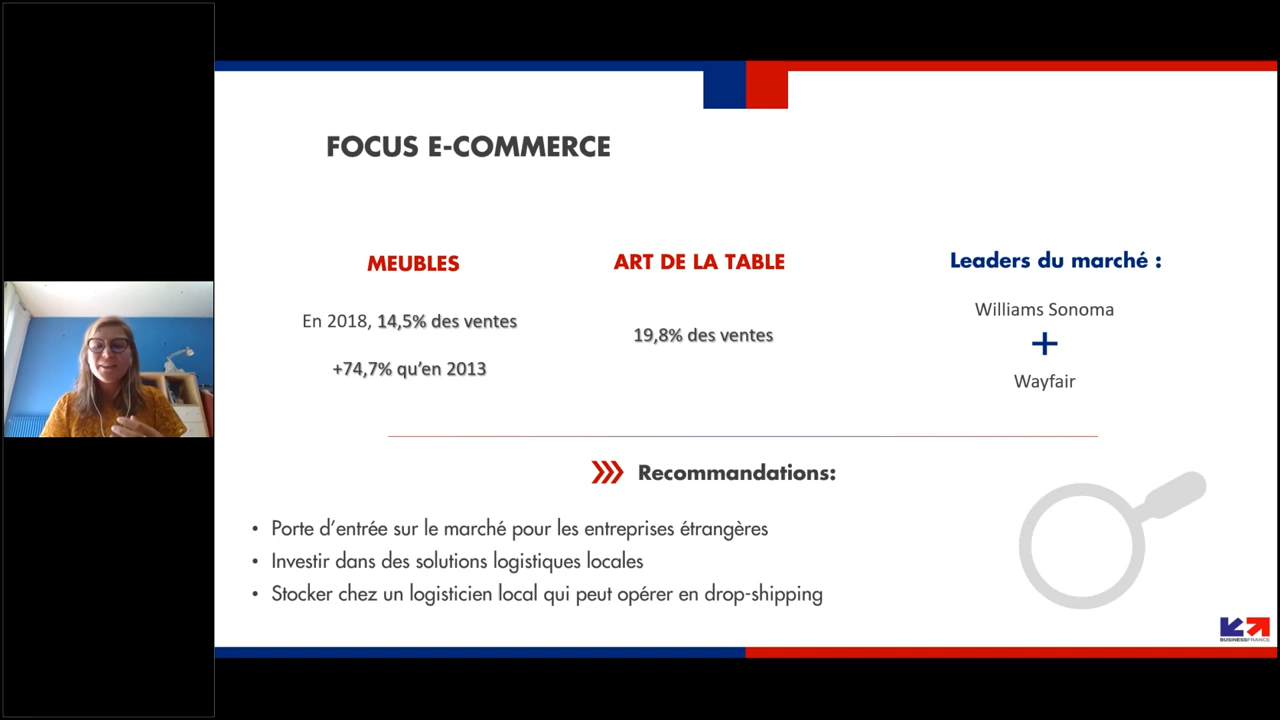 FOCUS E-COMMERCE
MEUBLES
En 2018, 14,5% des ventes
+74,7% qu’en 2013
ART DE LA TABLE
19,8% des ventes
Leaders du marché :
Williams Sonoma
+
Wayfair
Recommandations:
• Porte d’entrée sur le marché pour les entreprises étrangères
• Investir dans des solutions logistiques locales
• Stocker chez un logisticien local qui peut opérer en drop-shipping
BUSINESSFRANCE